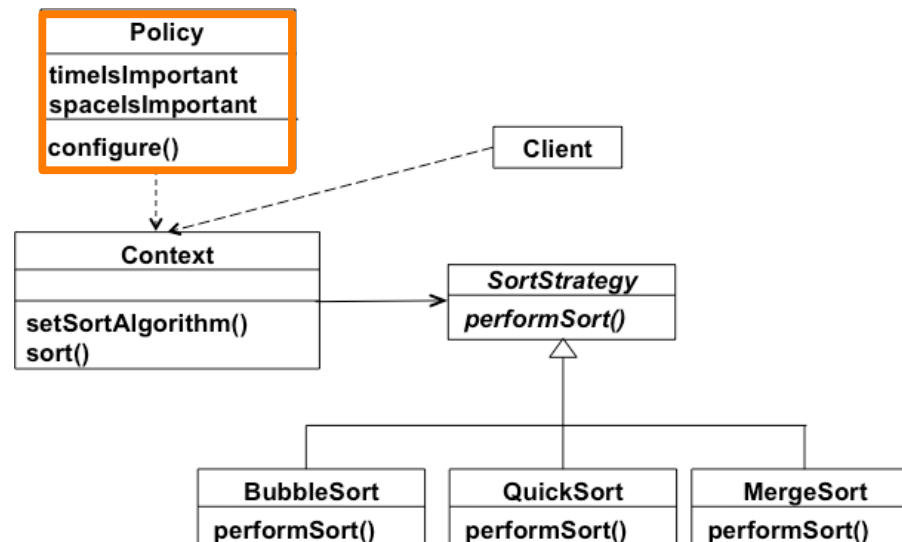 Policy
timeIsImportant
spaceIsImportant
configure()
Client
Context
setSortAlgorithm()
sort()
SortStrategy
performSort()
BubbleSort
performSort()
QuickSort
performSort()
MergeSort
performSort()